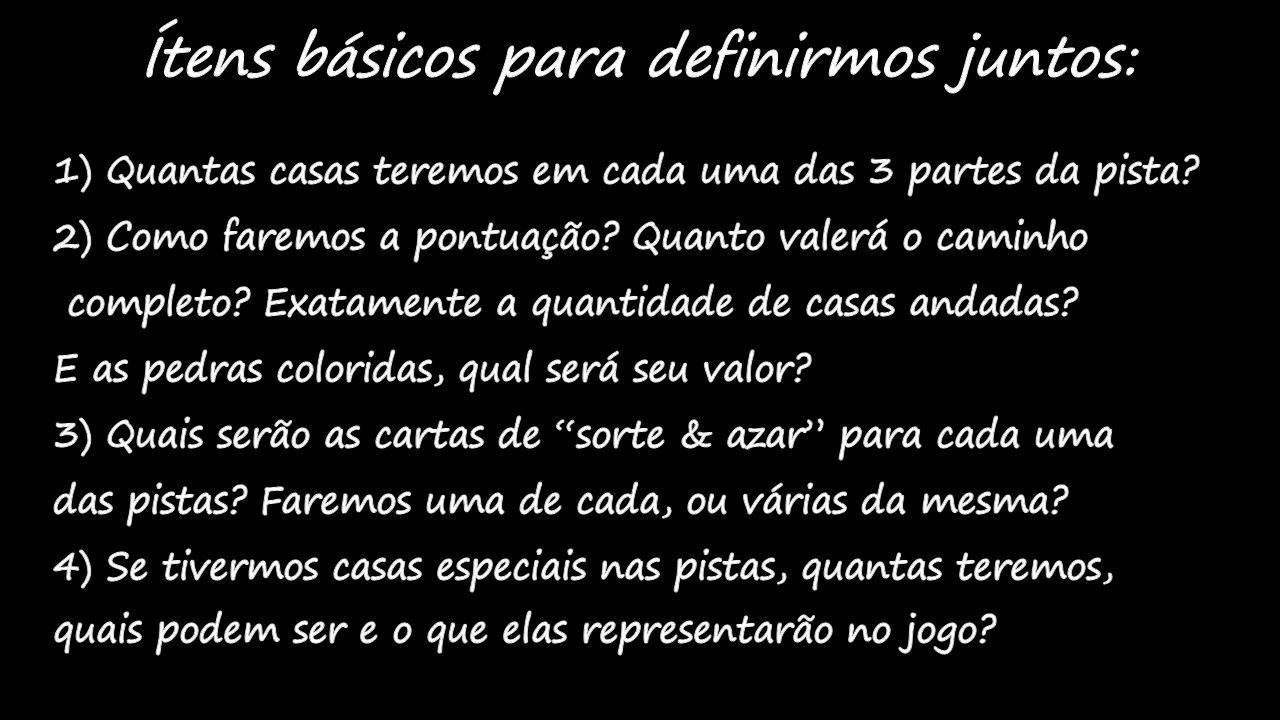 Ítens básicos para definirmos juntos:
1) Quantas casas teremos em cada uma das 3 partes da pista?
2) Como faremos a pontuação? Quanto valerá o caminho
completo? Exatamente a quantidade de casas andadas?
E as pedras coloridas, qual será seu valor?
3) Quais serão as cartas de “sorte & azar” para cada uma
das pistas? Faremos uma de cada, ou várias da mesma?
4) Se tivermos casas especiais nas pistas, quantas teremos,
quais podem ser e o que elas representarão no jogo?